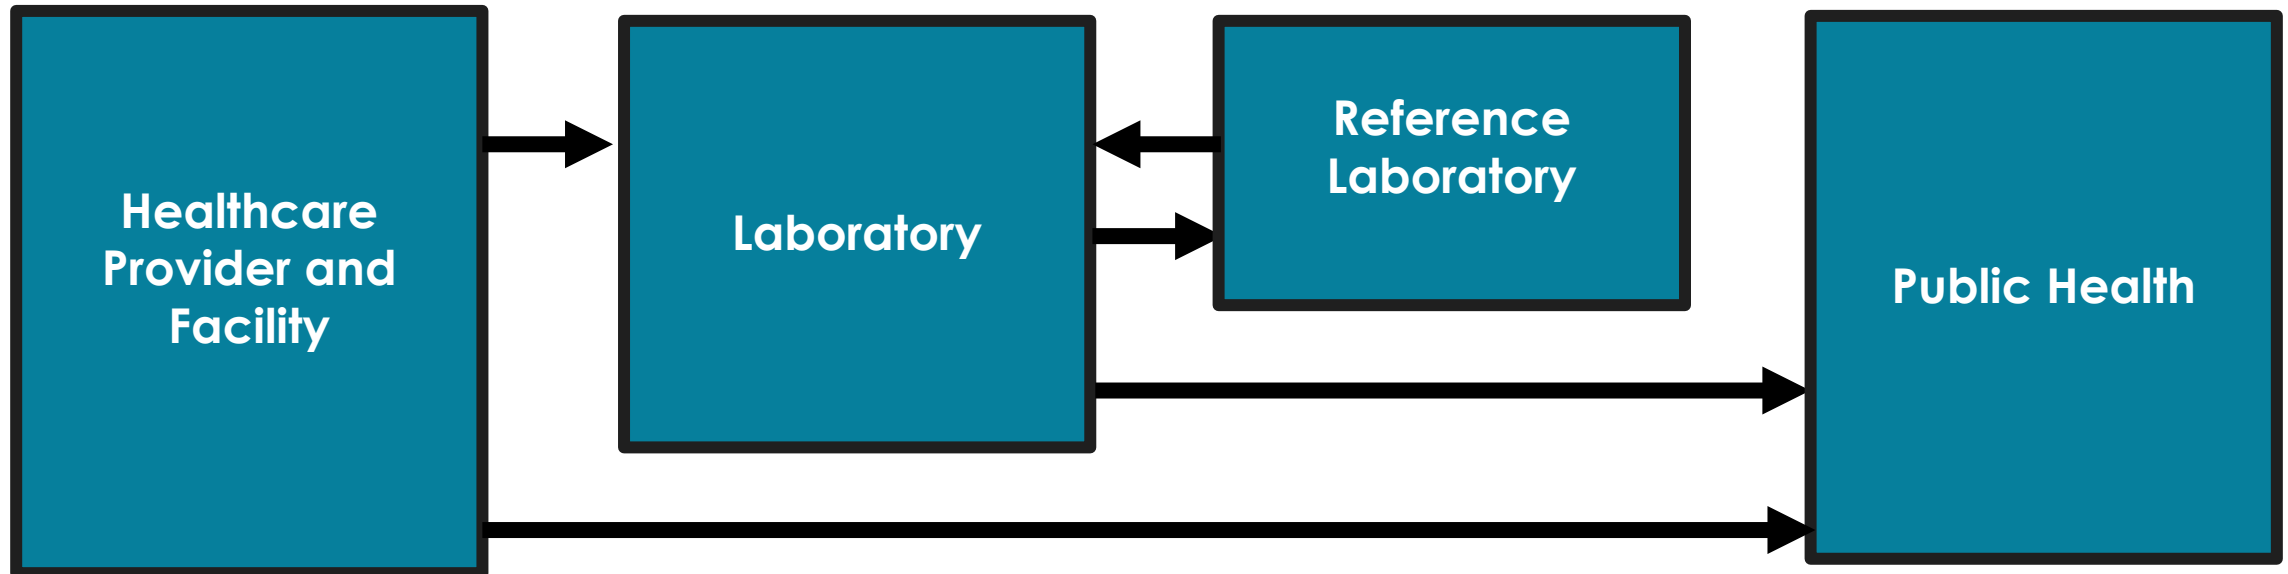 Healthcare
Provider and
Facility
Laboratory
Reference
Laboratory
Public Health